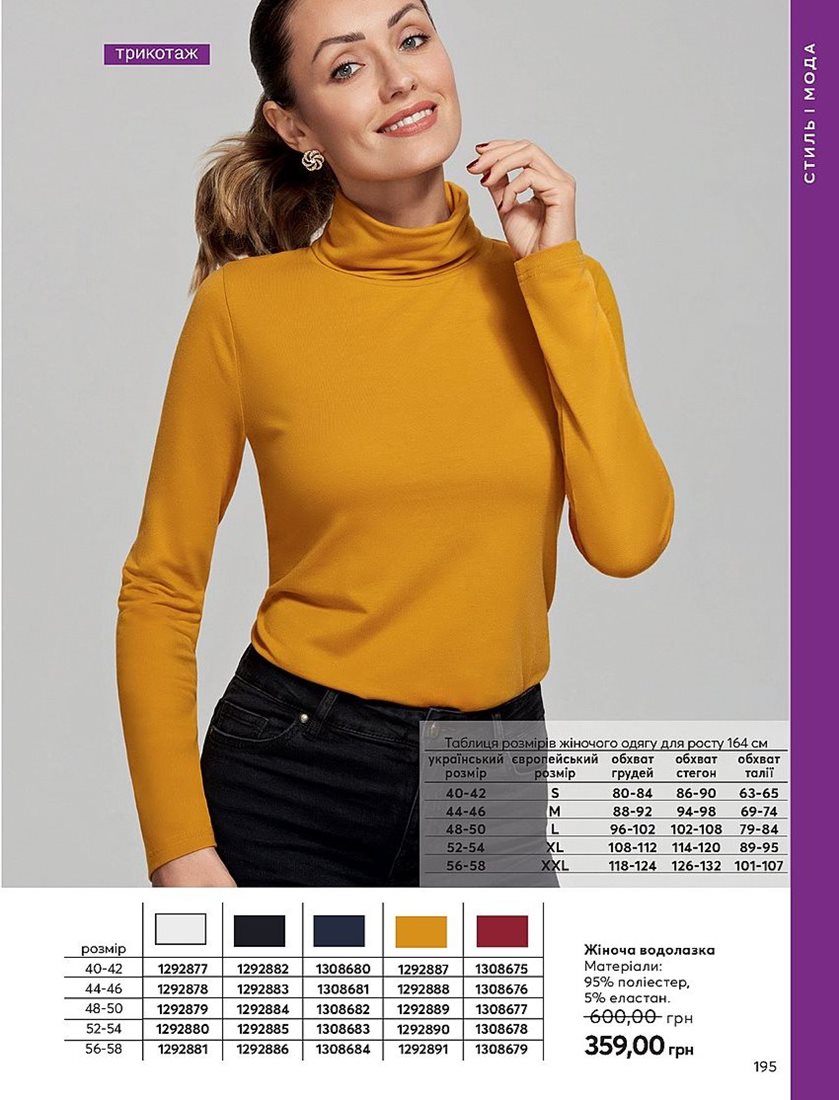 трикотаж
СТИЛЬ І МОДА
Таблиця розмірів жіночого одягу для росту 164 см
український європейський обхват обхват обхват
розмір розмір грудей стегон талії
40-42 S 80-84 86-90 63-65
44-46 M 88-92 94-98 69-74
48-50 L 96-102 102-108 79-84
52-54 XL 108-112 114-120 89-95
56-58 XXL 118-124 126-132 101-107
розмір
40-42 1292877 1292882 1308680 1292887 1308675
44-46 1292878 1292883 1308681 1292888 1308676
48-50 1292879 1292884 1308682 1292889 1308677
52-54 1292880 1292885 1308683 1292890 1308678
56-58 1292881 1292886 1308684 1292891 1308679
Жіноча водолазка
Матеріали:
95% поліестер,
5% еластан.
600,00 грн
359,00 грн
195